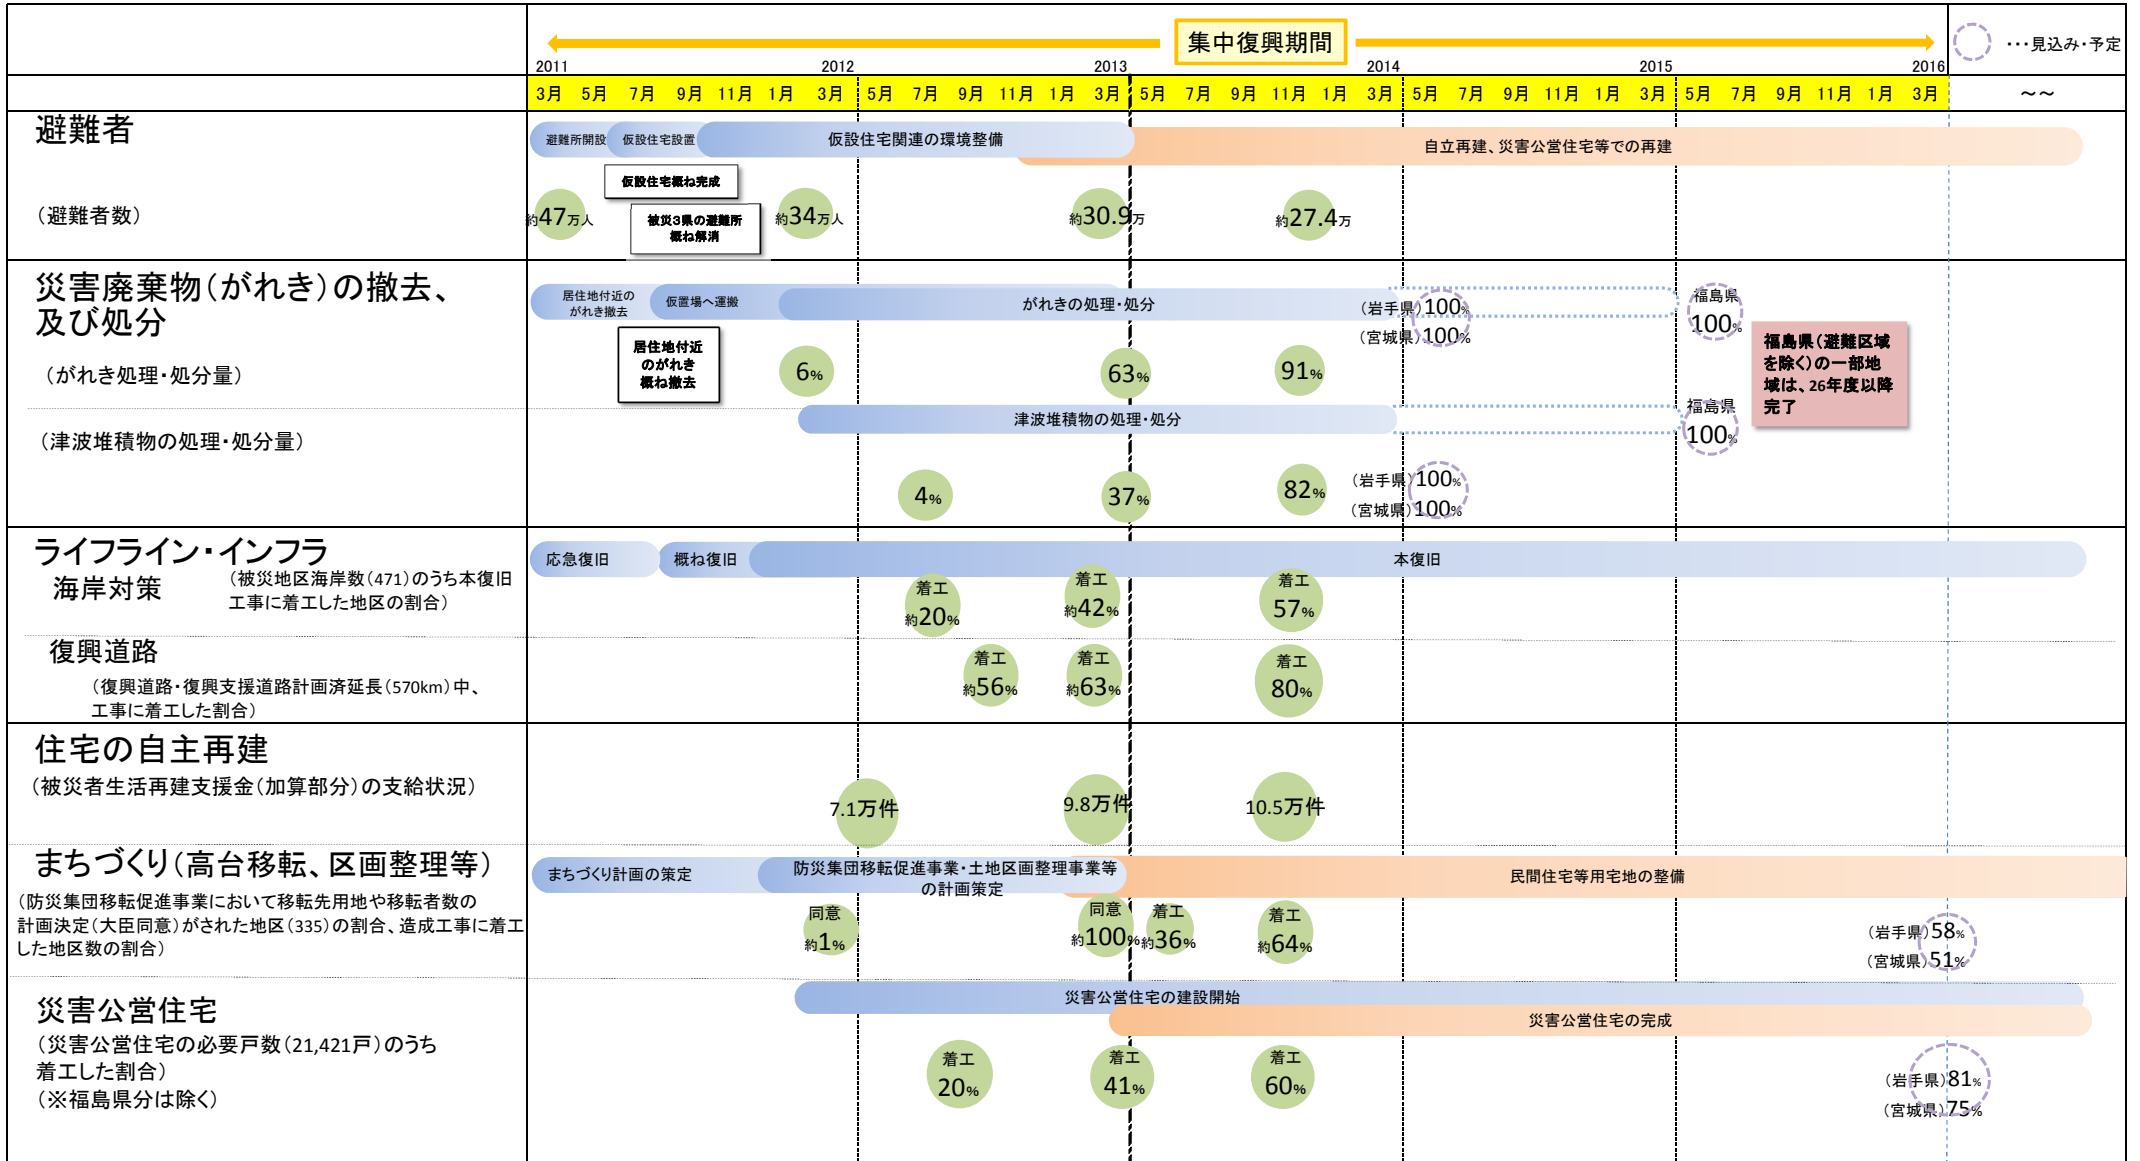 集中復興期間
・・・見込み・予定
2011 2012 2013 2014 2015 2016
3月 5月 7月 9月 11月 1月 3月 5月 7月 9月 11月 1月 3月 5月 7月 9月 11月 1月 3月 5月 7月 9月 11月 1月 3月 5月 7月 9月 11月 1月 3月 ～～
避難者
避難所開設 仮設住宅設置 仮設住宅関連の環境整備 自立再建、災害公営住宅等での再建
仮設住宅概ね完成
（避難者数）
約47万人
被災3県の避難所
概ね解消
約34万人 約30.9万 約27.4万
災害廃棄物（がれき）の撤去、
及び処分
居住地付近の
がれき撤去
仮置場へ運搬 がれきの処理・処分
（岩手県）100%
（宮城県）100%
福島県
100%
居住地付近
のがれき
概ね撤去
福島県（避難区域
を除く）の一部地
域は、26年度以降
完了
（がれき処理・処分量）
6% 63% 91%
津波堆積物の処理・処分
福島県
100%
（津波堆積物の処理・処分量）
4% 37% 82%
（岩手県）100%
（宮城県）100%
ライフライン・インフラ
応急復旧 概ね復旧 本復旧
海岸対策
（被災地区海岸数（471）のうち本復旧
工事に着工した地区の割合）
着工
約20%
着工
約42%
着工
57%
復興道路
（復興道路・復興支援道路計画済延長（570km）中、
工事に着工した割合）
着工
約56%
着工
約63%
着工
80%
住宅の自主再建
（被災者生活再建支援金（加算部分）の支給状況）
7.1万件 9.8万件 10.5万件
まちづくり（高台移転、区画整理等）
まちづくり計画の策定
防災集団移転促進事業・土地区画整理事業等
の計画策定
民間住宅等用宅地の整備
（防災集団移転促進事業において移転先用地や移転者数の
計画決定（大臣同意）がされた地区（335）の割合、造成工事に着工
した地区数の割合）
同意
約1%
同意
約100%
着工
約36%
着工
約64%
（岩手県）58%
（宮城県）51%
災害公営住宅
災害公営住宅の建設開始
災害公営住宅の完成
（災害公営住宅の必要戸数（21,421戸）のうち
着工した割合）
（※福島県分は除く）
着工
20%
着工
41%
着工
60%
（岩手県）81%
（宮城県）75%